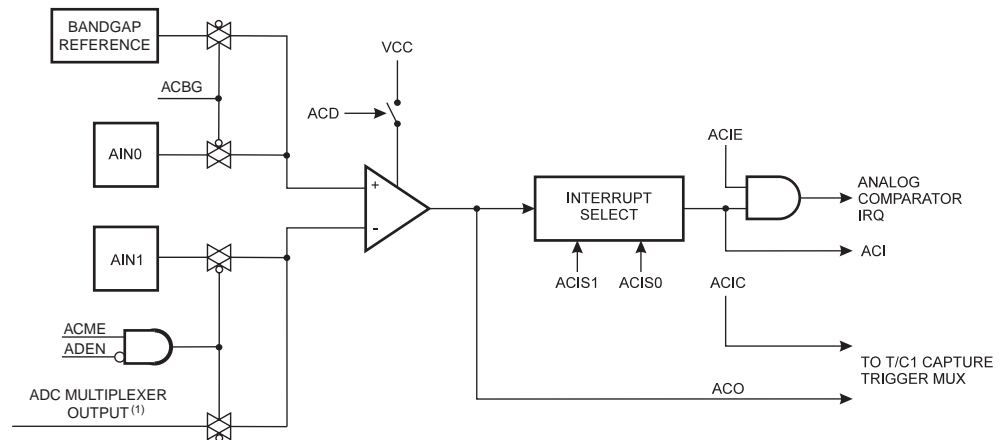 BANDGAP
REFERENCE
VCC
ACBG
ACD
AIN0
ACIE
+
INTERRUPT
SELECT
ANALOG
COMPARATOR
IRQ
-
AIN1
ACI
ACIS1 ACIS0 ACIC
ACME
ADEN
TO T/C1 CAPTURE
TRIGGER MUX
ADC MULTIPLEXER
OUTPUT (1)
ACO